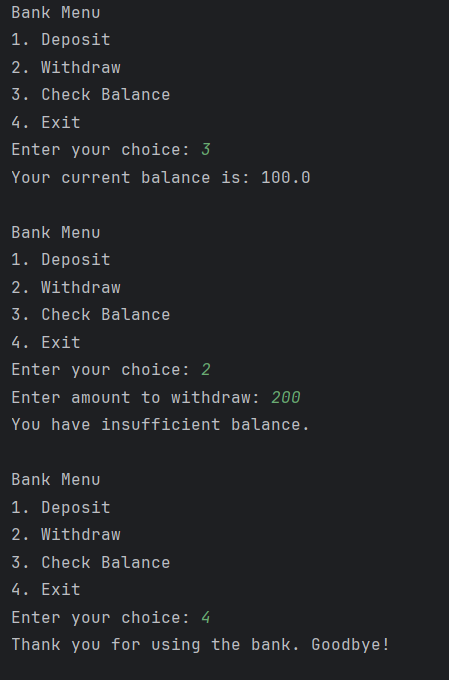 Bank Menu
1. Deposit
2. Withdraw
3. Check Balance
4. Exit
Enter your choice: 3
Your current balance is: 100.0

Bank Menu
1. Deposit
2. Withdraw
3. Check Balance
4. Exit
Enter your choice: 2
Enter amount to withdraw: 200
You have insufficient balance.

Bank Menu
1. Deposit
2. Withdraw
3. Check Balance
4. Exit
Enter your choice: 4
Thank you for using the bank. Goodbye!